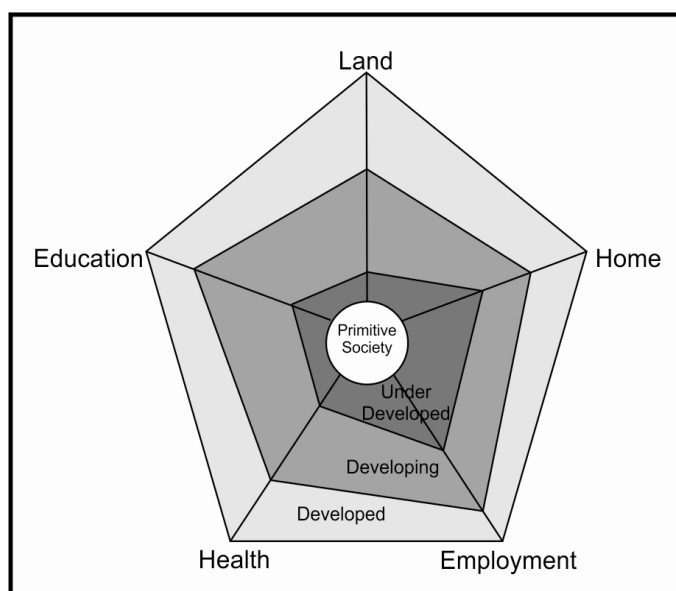 Land
Education
Home
Primitive
Society
Under
Developed
Developing
Developed
Health
Employment